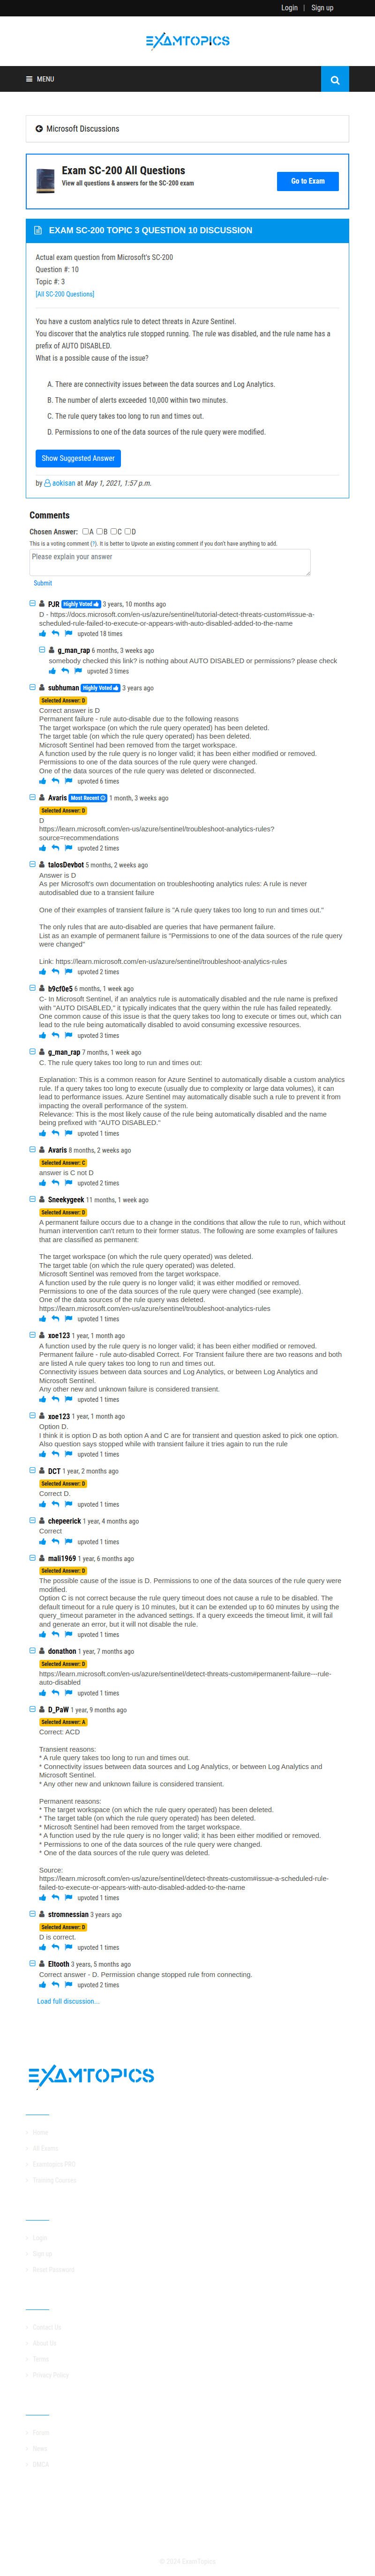 Login | Sign up
EXAMTOPICS
MENU
Microsoft Discussions
Exam SC-200 All Questions
View all questions & answers for the SC-200 exam
Go to Exam
EXAM SC-200 TOPIC 3 QUESTION 10 DISCUSSION
Actual exam question from Microsoft's SC-200
Question #: 10
Topic #: 3
[All SC-200 Questions]
You have a custom analytics rule to detect threats in Azure Sentinel.
You discover that the analytics rule stopped running. The rule was disabled, and the rule name has a
prefix of AUTO DISABLED.
What is a possible cause of the issue?
A. There are connectivity issues between the data sources and Log Analytics.
B. The number of alerts exceeded 10,000 within two minutes.
C. The rule query takes too long to run and times out.
D. Permissions to one of the data sources of the rule query were modified.
Show Suggested Answer
by aokisan at May 1, 2021, 1:57 p.m.
Comments
Chosen Answer: A B C D
This is a voting comment (?). It is better to Upvote an existing comment if you don't have anything to add.
Please explain your answer
Submit
PJR Highly Voted 3 years, 10 months ago
D - https://docs.microsoft.com/en-us/azure/sentinel/tutorial-detect-threats-custom#issue-a-
scheduled-rule-failed-to-execute-or-appears-with-auto-disabled-added-to-the-name
upvoted 18 times
g_man_rap 6 months, 3 weeks ago
somebody checked this link? is nothing about AUTO DISABLED or permissions? please check
upvoted 3 times
subhuman Highly Voted 3 years ago
Selected Answer: D
Correct answer is D
Permanent failure - rule auto-disable due to the following reasons
The target workspace (on which the rule query operated) has been deleted.
The target table (on which the rule query operated) has been deleted.
Microsoft Sentinel had been removed from the target workspace.
A function used by the rule query is no longer valid; it has been either modified or removed.
Permissions to one of the data sources of the rule query were changed.
One of the data sources of the rule query was deleted or disconnected.
upvoted 6 times
Avaris Most Recent 1 month, 3 weeks ago
Selected Answer: D
D
https://learn.microsoft.com/en-us/azure/sentinel/troubleshoot-analytics-rules?
source=recommendations
upvoted 2 times
talosDevbot 5 months, 2 weeks ago
Answer is D
As per Microsoft's own documentation on troubleshooting analytics rules: A rule is never
autodisabled due to a transient failure
One of their examples of transient failure is "A rule query takes too long to run and times out."
The only rules that are auto-disabled are queries that have permanent failure.
List as an example of permanent failure is "Permissions to one of the data sources of the rule query
were changed"
Link: https://learn.microsoft.com/en-us/azure/sentinel/troubleshoot-analytics-rules
upvoted 2 times
b9cf0e5 6 months, 1 week ago
C- In Microsoft Sentinel, if an analytics rule is automatically disabled and the rule name is prefixed
with "AUTO DISABLED," it typically indicates that the query within the rule has failed repeatedly.
One common cause of this issue is that the query takes too long to execute or times out, which can
lead to the rule being automatically disabled to avoid consuming excessive resources.
upvoted 3 times
g_man_rap 7 months, 1 week ago
C. The rule query takes too long to run and times out:
Explanation: This is a common reason for Azure Sentinel to automatically disable a custom analytics
rule. If a query takes too long to execute (usually due to complexity or large data volumes), it can
lead to performance issues. Azure Sentinel may automatically disable such a rule to prevent it from
impacting the overall performance of the system.
Relevance: This is the most likely cause of the rule being automatically disabled and the name
being prefixed with "AUTO DISABLED."
upvoted 1 times
Avaris 8 months, 2 weeks ago
Selected Answer: C
answer is C not D
upvoted 2 times
Sneekygeek 11 months, 1 week ago
Selected Answer: D
A permanent failure occurs due to a change in the conditions that allow the rule to run, which without
human intervention can't return to their former status. The following are some examples of failures
that are classified as permanent:
The target workspace (on which the rule query operated) was deleted.
The target table (on which the rule query operated) was deleted.
Microsoft Sentinel was removed from the target workspace.
A function used by the rule query is no longer valid; it was either modified or removed.
Permissions to one of the data sources of the rule query were changed (see example).
One of the data sources of the rule query was deleted.
https://learn.microsoft.com/en-us/azure/sentinel/troubleshoot-analytics-rules
upvoted 1 times
xoe123 1 year, 1 month ago
A function used by the rule query is no longer valid; it has been either modified or removed.
Permanent failure - rule auto-disabled Correct. For Transient failure there are two reasons and both
are listed A rule query takes too long to run and times out.
Connectivity issues between data sources and Log Analytics, or between Log Analytics and
Microsoft Sentinel.
Any other new and unknown failure is considered transient.
upvoted 1 times
xoe123 1 year, 1 month ago
Option D.
I think it is option D as both option A and C are for transient and question asked to pick one option.
Also question says stopped while with transient failure it tries again to run the rule
upvoted 1 times
DCT 1 year, 2 months ago
Selected Answer: D
Correct D.
upvoted 1 times
chepeerick 1 year, 4 months ago
Correct
upvoted 1 times
mali1969 1 year, 6 months ago
Selected Answer: D
The possible cause of the issue is D. Permissions to one of the data sources of the rule query were
modified.
Option C is not correct because the rule query timeout does not cause a rule to be disabled. The
default timeout for a rule query is 10 minutes, but it can be extended up to 60 minutes by using the
query_timeout parameter in the advanced settings. If a query exceeds the timeout limit, it will fail
and generate an error, but it will not disable the rule.
upvoted 1 times
donathon 1 year, 7 months ago
Selected Answer: D
https://learn.microsoft.com/en-us/azure/sentinel/detect-threats-custom#permanent-failure---rule-
auto-disabled
upvoted 1 times
D_PaW 1 year, 9 months ago
Selected Answer: A
Correct: ACD
Transient reasons:
* A rule query takes too long to run and times out.
* Connectivity issues between data sources and Log Analytics, or between Log Analytics and
Microsoft Sentinel.
* Any other new and unknown failure is considered transient.
Permanent reasons:
* The target workspace (on which the rule query operated) has been deleted.
* The target table (on which the rule query operated) has been deleted.
* Microsoft Sentinel had been removed from the target workspace.
* A function used by the rule query is no longer valid; it has been either modified or removed.
* Permissions to one of the data sources of the rule query were changed.
* One of the data sources of the rule query was deleted.
Source:
https://learn.microsoft.com/en-us/azure/sentinel/detect-threats-custom#issue-a-scheduled-rule-
failed-to-execute-or-appears-with-auto-disabled-added-to-the-name
upvoted 1 times
stromnession 3 years ago
Selected Answer: D
D is correct.
upvoted 1 times
Eltooth 3 years, 5 months ago
Correct answer - D. Permission change stopped rule from connecting.
upvoted 2 times
Load full discussion...
EXAMTOPICS
Home
All Exams
Examtopics PRO
Training Courses
Login
Sign up
Reset Password
Contact Us
About Us
Terms
Privacy Policy
Forum
News
DMCA
© 2024 ExamTopics